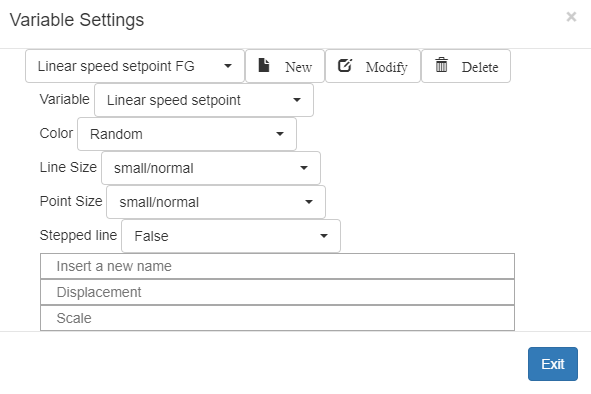 Variable Settings ×
Linear speed setpoint FG New Modify Delete
Variable Linear speed setpoint
Color Random
Line Size small/normal
Point Size small/normal
Stepped line False
Insert a new name
Displacement
Scale
Exit